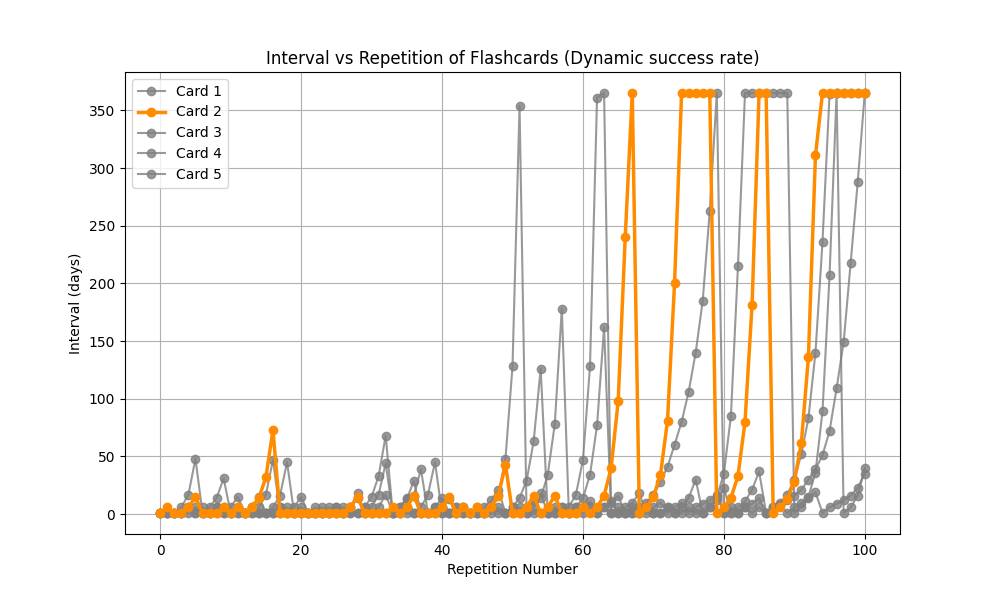 Interval vs Repetition of Flashcards (Dynamic success rate)
Card 1
Card 2
Card 3
Card 4
Card 5
350
300
250
200
150
100
50
0
Interval (days)
0 20 40 60 80 100
Repetition Number